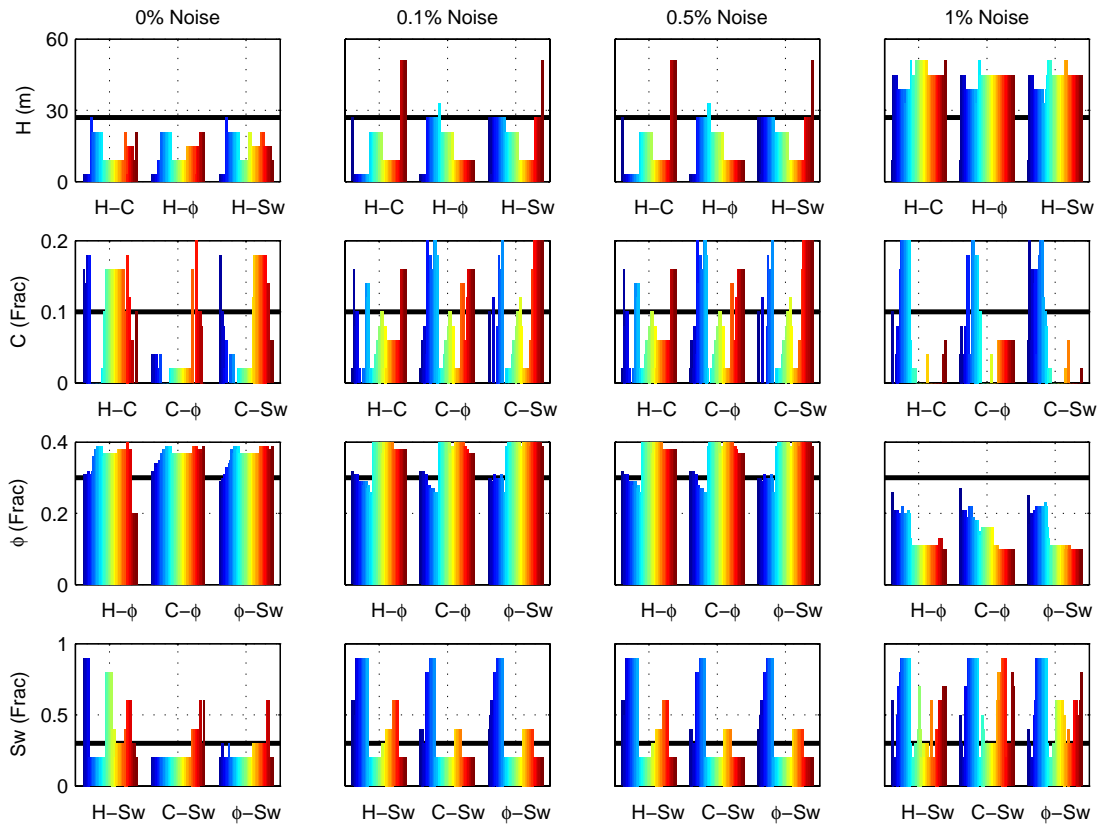 0% Noise 0.1% Noise 0.5% Noise 1% Noise
60
30
0
H (m)
H−C H−ϕ H−Sw H−C H−ϕ H−Sw H−C H−ϕ H−Sw H−C H−ϕ H−Sw
0.2
0.1
0
C (Frac)
H−C C−ϕ C−Sw H−C C−ϕ C−Sw H−C C−ϕ C−Sw H−C C−ϕ C−Sw
0.4
0.2
0
ϕ (Frac)
H−ϕ C−ϕ ϕ−Sw H−ϕ C−ϕ ϕ−Sw H−ϕ C−ϕ ϕ−Sw H−ϕ C−ϕ ϕ−Sw
1
0.5
0
Sw (Frac)
H−Sw C−Sw ϕ−Sw H−Sw C−Sw ϕ−Sw H−Sw C−Sw ϕ−Sw H−Sw C−Sw ϕ−Sw